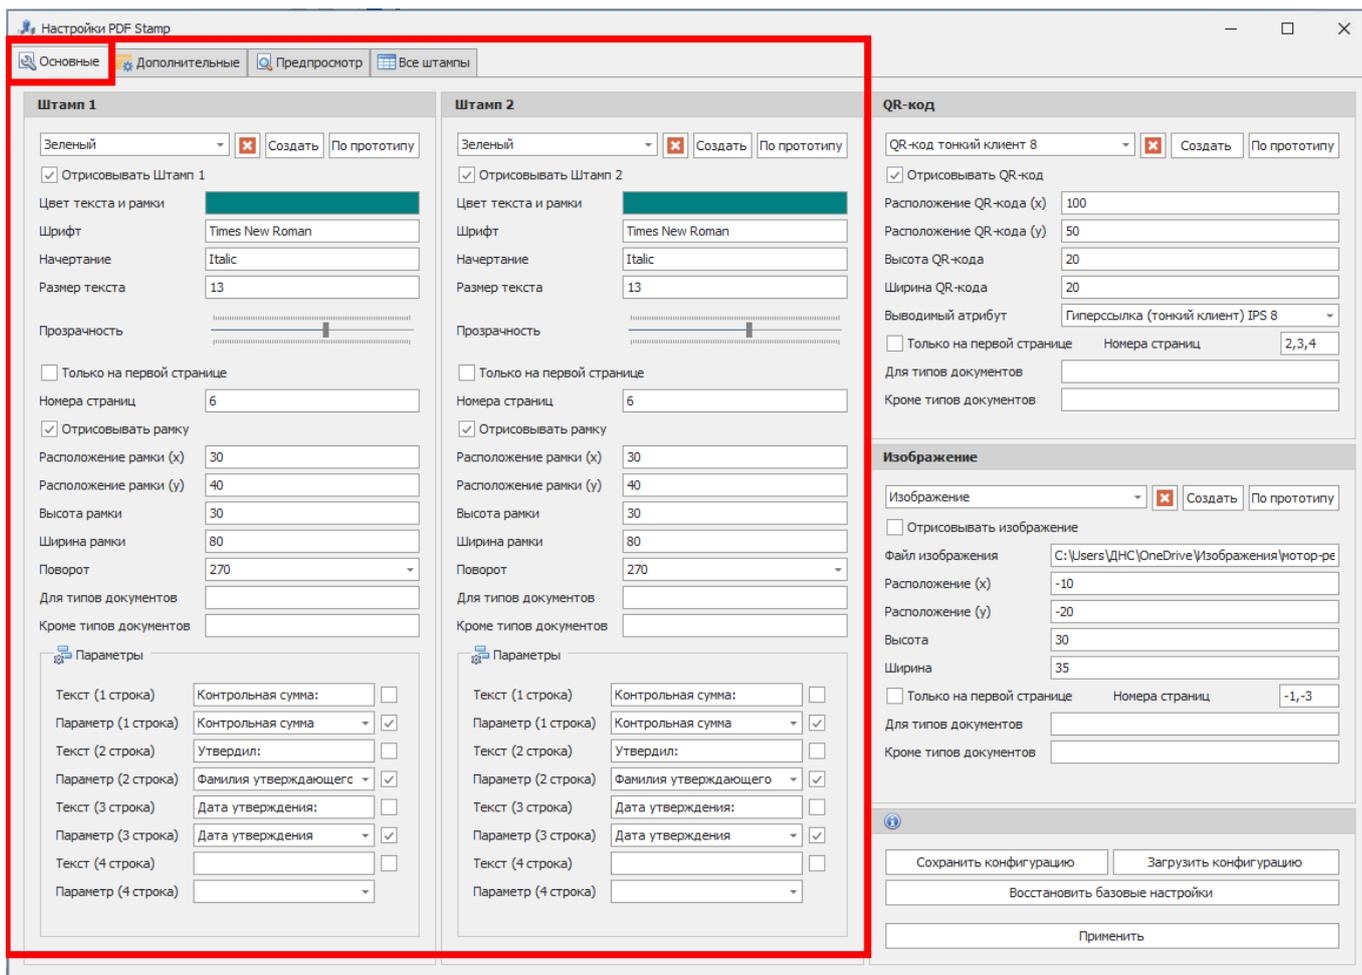 Настройки PDF Stamp
Основные
Дополнительные
Предпросмотр
Все штампы
Штамп 1
Зеленый
Создать
По прототипу
Отрисовывать Штамп 1
Цвет текста и рамки
Шрифт
Times New Roman
Начертание
Italic
Размер текста
13
Прозрачность
Только на первой странице
Номера страниц
6
Отрисовывать рамку
Расположение рамки (x)
30
Расположение рамки (y)
40
Высота рамки
30
Ширина рамки
80
Поворот
270
Для типов документов
Кроме типов документов
Параметры
Текст (1 строка)
Контрольная сумма:
Параметр (1 строка)
Контрольная сумма
Текст (2 строка)
Утвердил:
Параметр (2 строка)
Фамилия утверждающего
Текст (3 строка)
Дата утверждения:
Параметр (3 строка)
Дата утверждения
Текст (4 строка)
Параметр (4 строка)
Штамп 2
Зеленый
Создать
По прототипу
Отрисовывать Штамп 2
Цвет текста и рамки
Шрифт
Times New Roman
Начертание
Italic
Размер текста
13
Прозрачность
Только на первой странице
Номера страниц
6
Отрисовывать рамку
Расположение рамки (x)
30
Расположение рамки (y)
40
Высота рамки
30
Ширина рамки
80
Поворот
270
Для типов документов
Кроме типов документов
Параметры
Текст (1 строка)
Контрольная сумма:
Параметр (1 строка)
Контрольная сумма
Текст (2 строка)
Утвердил:
Параметр (2 строка)
Фамилия утверждающего
Текст (3 строка)
Дата утверждения:
Параметр (3 строка)
Дата утверждения
Текст (4 строка)
Параметр (4 строка)
QR-код
QR-код тонкий клиент 8
Создать
По прототипу
Отрисовывать QR-код
Расположение QR-кода (x)
100
Расположение QR-кода (y)
50
Высота QR-кода
20
Ширина QR-кода
20
Выводимый атрибут
Гиперссылка (тонкий клиент) IPS 8
Только на первой странице
Номера страниц
2,3,4
Для типов документов
Кроме типов документов
Изображение
Изображение
Создать
По прототипу
Отрисовывать изображение
Файл изображения
C:\Users\ДНС\OneDrive\Изображения\мотор-ре
Расположение (x)
-10
Расположение (y)
-20
Высота
30
Ширина
35
Только на первой странице
Номера страниц
-1,-3
Для типов документов
Кроме типов документов
Сохранить конфигурацию
Загрузить конфигурацию
Восстановить базовые настройки
Применить